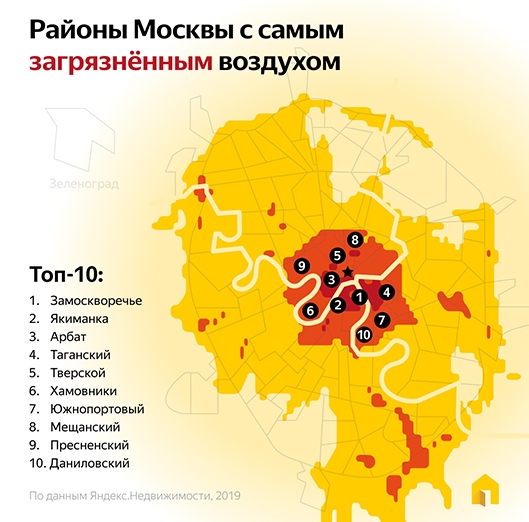 Районы Москвы с самым
загрязнённым воздухом
Зеленоград
8
5
9
3
4
1
2
6
7
10
Топ-10:
1. Замоскворечье
2. Якиманка
3. Арбат
4. Таганский
5. Тверской
6. Хамовники
7. Южнопортовый
8. Мещанский
9. Пресненский
10. Даниловский
По данным Яндекс.Недвижимости, 2019